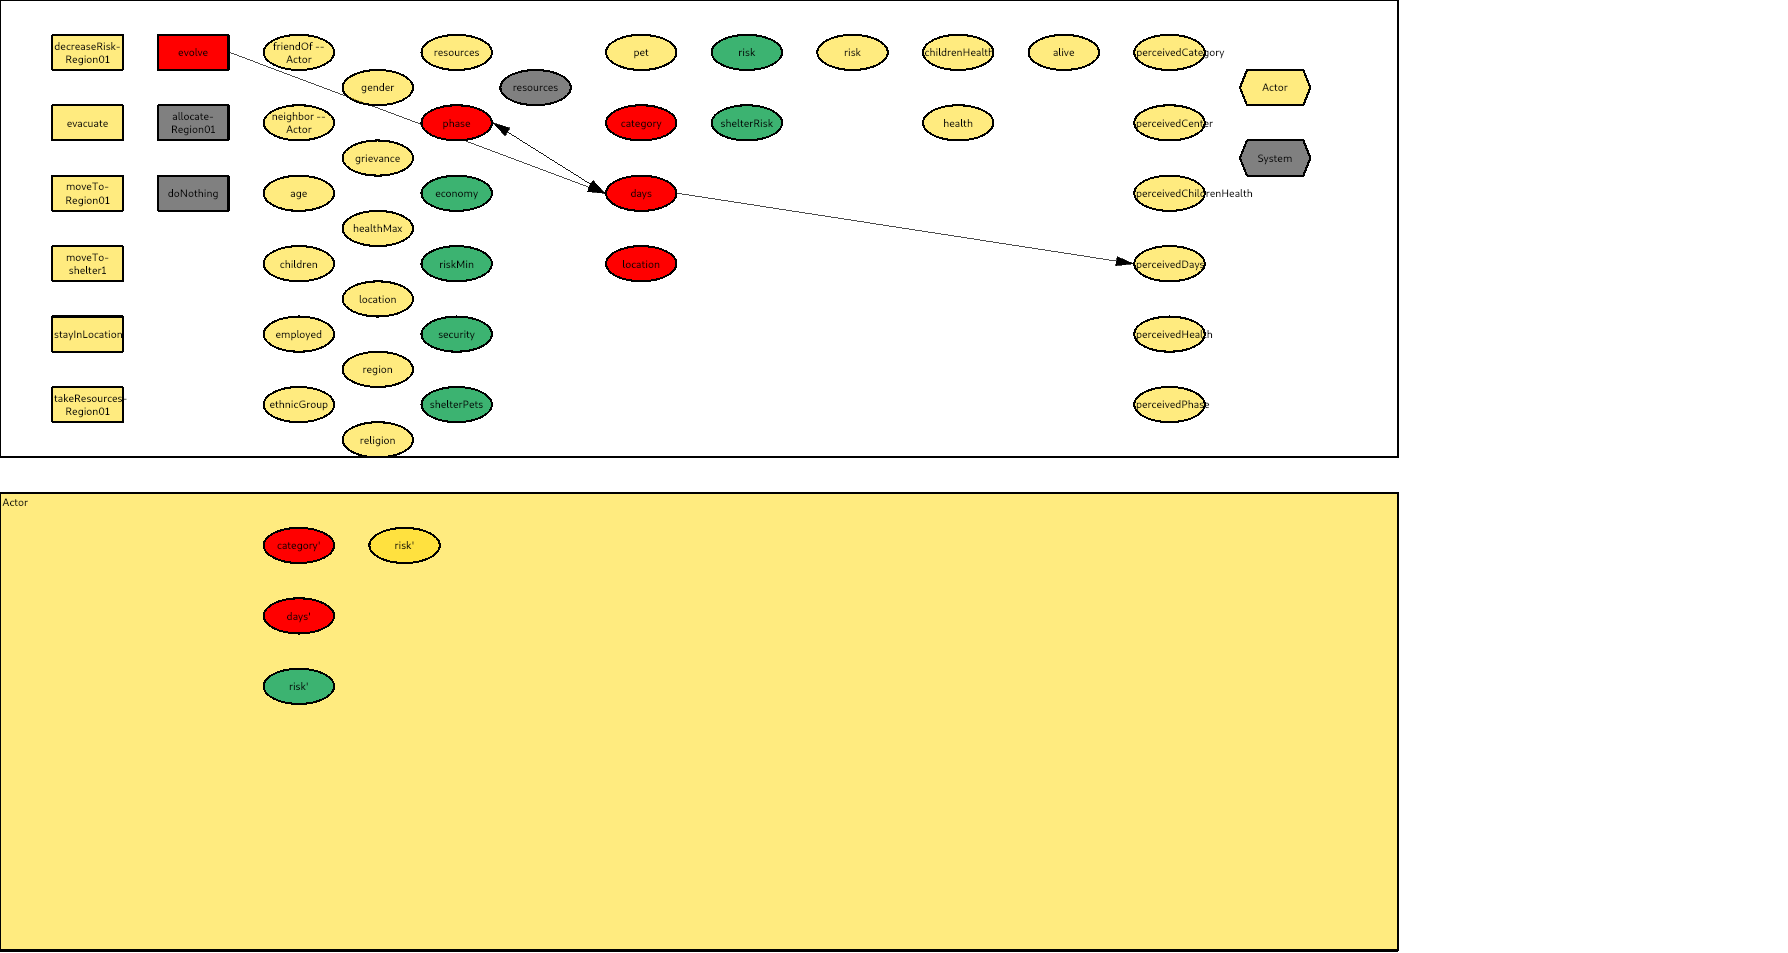 decreaseRisk-
Region01
evolve
friendOf --
Actor
resources
pet
risk
risk
childrenHealth
alive
perceivedCategory
gender
resources
Actor
evacuate
allocate-
Region01
neighbor --
Actor
phase
category
shelterRisk
health
perceivedCenter
grievance
System
moveTo-
Region01
doNothing
age
economy
days
perceivedChildrenHealth
healthMax
moveTo-
shelter1
children
riskMin
location
perceivedDays
location
stayInLocation
employed
security
perceivedHealth
region
takeResources-
Region01
ethnicGroup
shelterPets
perceivedPhase
religion
Actor
category'
risk'
days'
risk'